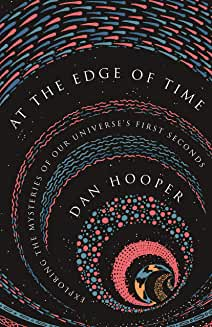 AT THE EDGE OF TIME
EXPLORING THE MYSTERIES OF OUR UNIVERSE'S FIRST SECONDS
DAN HOOPER